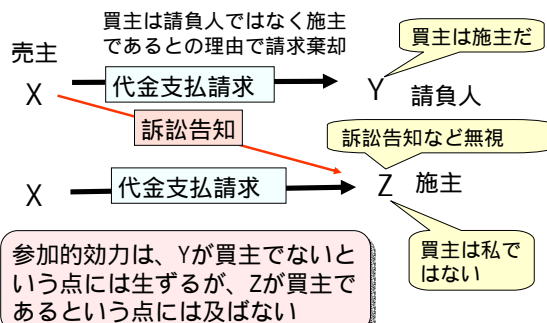 買主は請負人ではなく施主
であるとの理由で請求棄却
買主は施主だ
売主
X
代金支払請求
Y
請負人
訴訟告知
訴訟告知など無視
X
代金支払請求
Z
施主
参加的効力は、Yが買主でないと
いう点には生ずるが、Zが買主で
あるという点には及ばない
買主は私で
はない